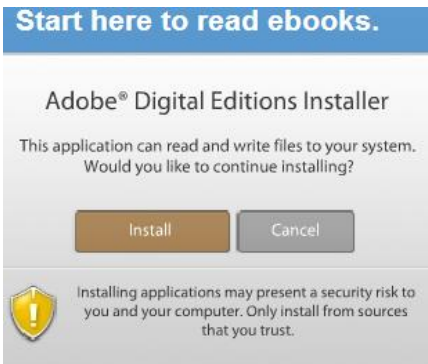 Start here to read ebooks.
Adobe® Digital Editions Installer
This application can read and write files to your system.
Would you like to continue installing?
Install
Cancel
Installing applications may present a security risk to
you and your computer. Only install from sources
that you trust.